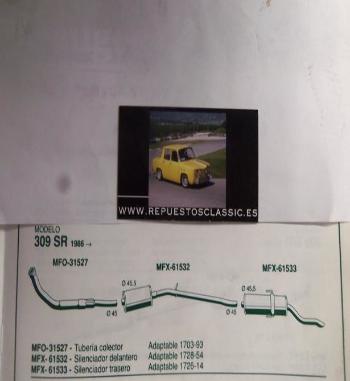 WWW.REPUESTOSCLASSIC.ES
MODELO
309 SR 1986 →
MFO-31527
MFX-61532
MFX-61533
Ø 45,5
Ø 45,5
Ø 45
Ø 45
MFO-31527 - Tubería colector Adaptable 1703-93
MFX-61532 - Silenciador delantero Adaptable 1728-54
MFX-61533 - Silenciador trasero Adaptable 1726-14